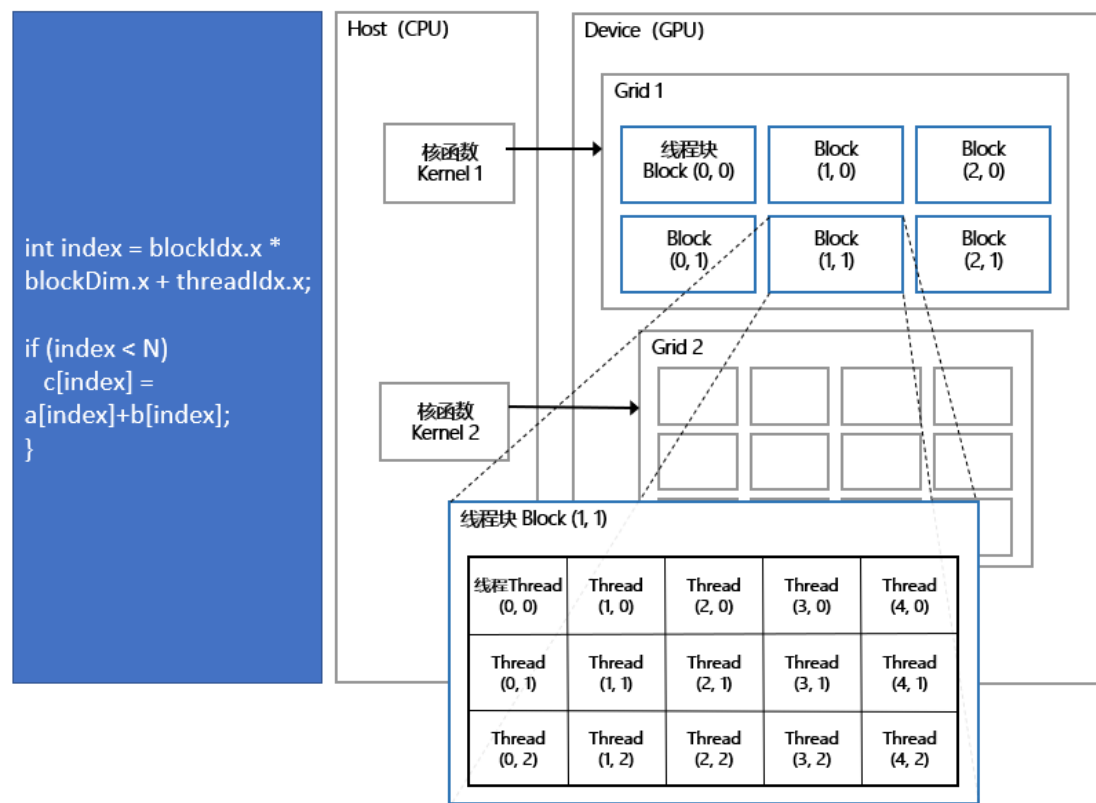 int index = blockIdx.x *
blockDim.x + threadIdx.x;
if (index < N)
c[index] =
a[index]+b[index];
}
Host (CPU)
核函数
Kernel 1
核函数
Kernel 2
Device (GPU)
Grid 1
线程块
Block (0, 0)
Block
(1, 0)
Block
(2, 0)
Block
(0, 1)
Block
(1, 1)
Block
(2, 1)
Grid 2
线程块 Block (1, 1)
线程Thread
(0, 0)
Thread
(1, 0)
Thread
(2, 0)
Thread
(3, 0)
Thread
(4, 0)
Thread
(0, 1)
Thread
(1, 1)
Thread
(2, 1)
Thread
(3, 1)
Thread
(4, 1)
Thread
(0, 2)
Thread
(1, 2)
Thread
(2, 2)
Thread
(3, 2)
Thread
(4, 2)